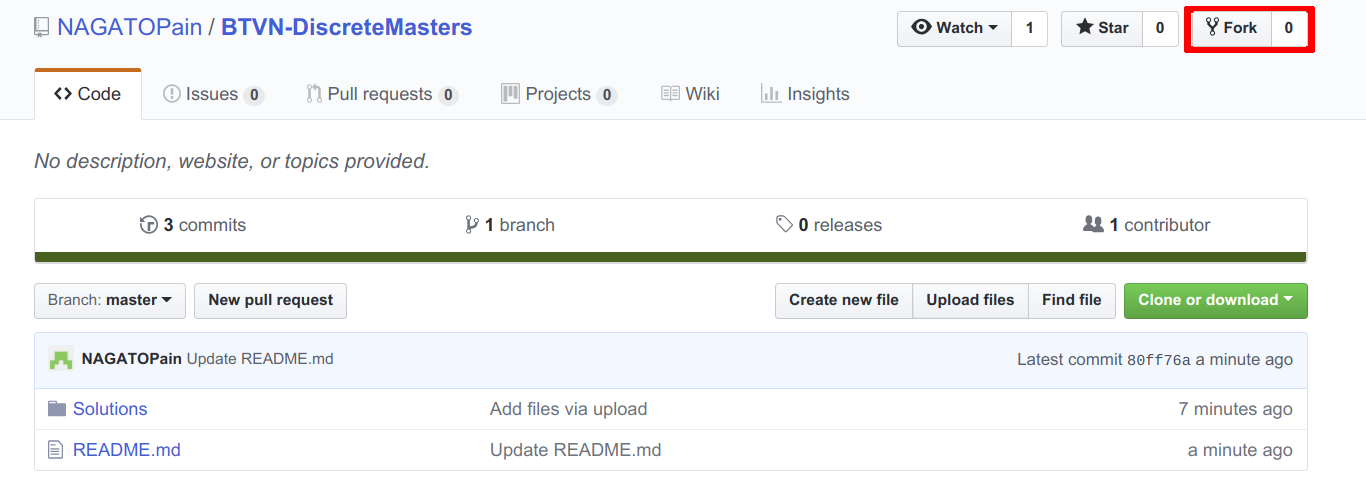 NAGATOPain / BTVN-DiscreteMasters Watch 1 Star 0 Fork 0
Code Issues 0 Pull requests 0 Projects 0 Wiki Insights
No description, website, or topics provided.
3 commits 1 branch 0 releases 1 contributor
Branch: master New pull request Create new file Upload files Find file Clone or download
NAGATOPain Update README.md Latest commit 80ff76a a minute ago
Solutions Add files via upload 7 minutes ago
README.md Update README.md a minute ago